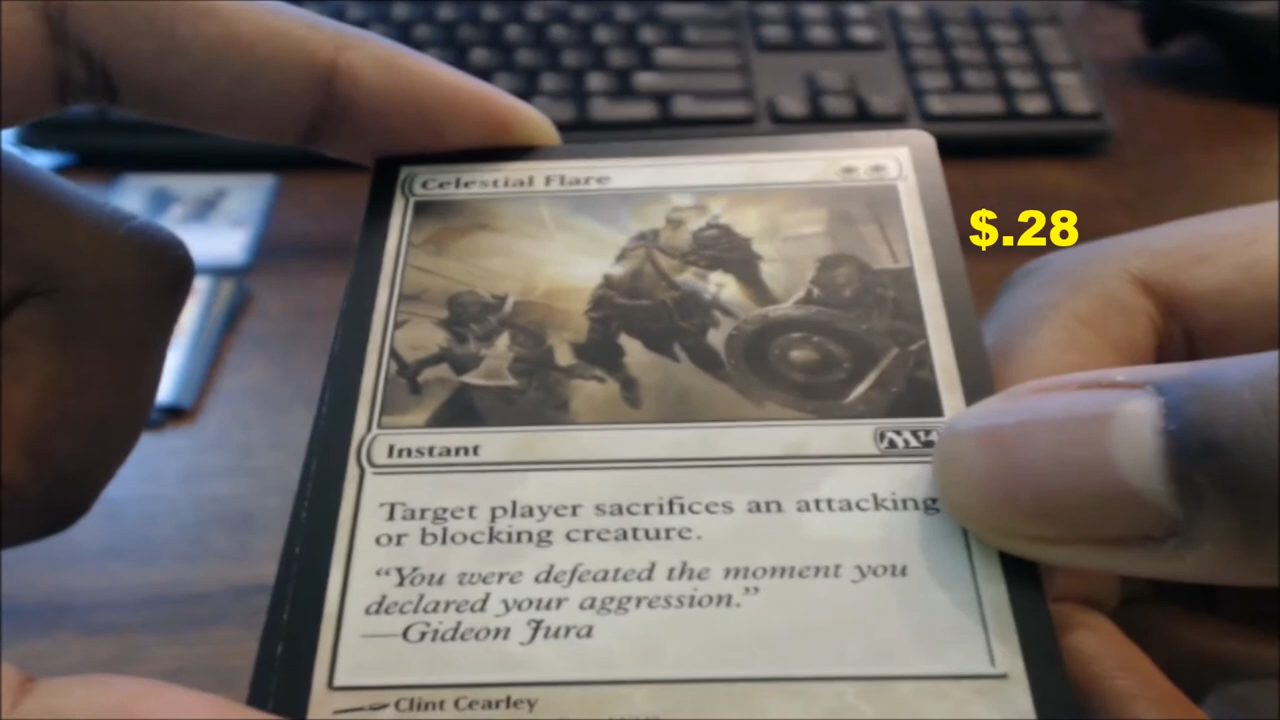 Celestial Flare
$.28
Instant
M14
Target player sacrifices an attacking
or blocking creature.
"You were defeated the moment you
declared your aggression."
—Gideon Jura
Clint Cearley